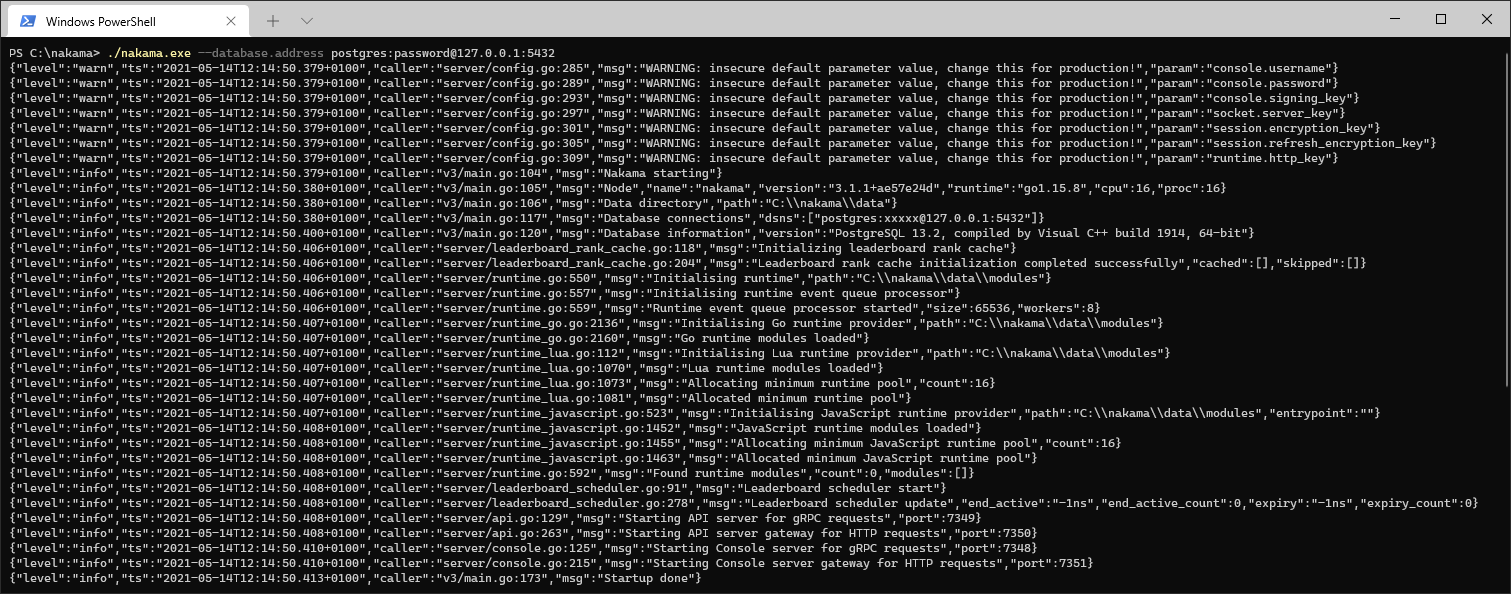 Windows PowerShell
PS C:\nakama> ./nakama.exe --database.address postgres:password@127.0.0.1:5432
{"level":"warn","ts":"2021-05-14T12:14:50.379+0100","caller":"server/config.go:285","msg":"WARNING: insecure default parameter value, change this for production!","param":"console.username"}
{"level":"warn","ts":"2021-05-14T12:14:50.379+0100","caller":"server/config.go:289","msg":"WARNING: insecure default parameter value, change this for production!","param":"console.password"}
{"level":"warn","ts":"2021-05-14T12:14:50.379+0100","caller":"server/config.go:293","msg":"WARNING: insecure default parameter value, change this for production!","param":"console.signing_key"}
{"level":"warn","ts":"2021-05-14T12:14:50.379+0100","caller":"server/config.go:297","msg":"WARNING: insecure default parameter value, change this for production!","param":"socket.server_key"}
{"level":"warn","ts":"2021-05-14T12:14:50.379+0100","caller":"server/config.go:301","msg":"WARNING: insecure default parameter value, change this for production!","param":"session.encryption_key"}
{"level":"warn","ts":"2021-05-14T12:14:50.379+0100","caller":"server/config.go:305","msg":"WARNING: insecure default parameter value, change this for production!","param":"session.refresh_encryption_key"}
{"level":"warn","ts":"2021-05-14T12:14:50.379+0100","caller":"server/config.go:309","msg":"WARNING: insecure default parameter value, change this for production!","param":"runtime.http_key"}
{"level":"info","ts":"2021-05-14T12:14:50.379+0100","caller":"v3/main.go:104","msg":"Nakama starting"}
{"level":"info","ts":"2021-05-14T12:14:50.380+0100","caller":"v3/main.go:105","msg":"Node","name":"nakama","version":"3.1.1+ae57e24d","runtime":"go1.15.8","cpu":16,"proc":16}
{"level":"info","ts":"2021-05-14T12:14:50.380+0100","caller":"v3/main.go:106","msg":"Data directory","path":"C:\\nakama\\data"}
{"level":"info","ts":"2021-05-14T12:14:50.380+0100","caller":"v3/main.go:117","msg":"Database connections","dsns":["postgres:xxxxx@127.0.0.1:5432"]}
{"level":"info","ts":"2021-05-14T12:14:50.400+0100","caller":"v3/main.go:120","msg":"Database information","version":"PostgreSQL 13.2, compiled by Visual C++ build 1914, 64-bit"}
{"level":"info","ts":"2021-05-14T12:14:50.406+0100","caller":"server/leaderboard_rank_cache.go:118","msg":"Initializing leaderboard rank cache"}
{"level":"info","ts":"2021-05-14T12:14:50.406+0100","caller":"server/leaderboard_rank_cache.go:204","msg":"Leaderboard rank cache initialization completed successfully","cached":[],"skipped":[]}
{"level":"info","ts":"2021-05-14T12:14:50.406+0100","caller":"server/runtime.go:550","msg":"Initialising runtime","path":"C:\\nakama\\data\\modules"}
{"level":"info","ts":"2021-05-14T12:14:50.406+0100","caller":"server/runtime.go:557","msg":"Initialising runtime event queue processor"}
{"level":"info","ts":"2021-05-14T12:14:50.406+0100","caller":"server/runtime.go:559","msg":"Runtime event queue processor started","size":65536,"workers":8}
{"level":"info","ts":"2021-05-14T12:14:50.407+0100","caller":"server/runtime_go.go:2136","msg":"Initialising Go runtime provider","path":"C:\\nakama\\data\\modules"}
{"level":"info","ts":"2021-05-14T12:14:50.407+0100","caller":"server/runtime_go.go:2160","msg":"Go runtime modules loaded"}
{"level":"info","ts":"2021-05-14T12:14:50.407+0100","caller":"server/runtime_lua.go:112","msg":"Initialising Lua runtime provider","path":"C:\\nakama\\data\\modules"}
{"level":"info","ts":"2021-05-14T12:14:50.407+0100","caller":"server/runtime_lua.go:1070","msg":"Lua runtime modules loaded"}
{"level":"info","ts":"2021-05-14T12:14:50.407+0100","caller":"server/runtime_lua.go:1073","msg":"Allocating minimum runtime pool","count":16}
{"level":"info","ts":"2021-05-14T12:14:50.407+0100","caller":"server/runtime_lua.go:1081","msg":"Allocated minimum runtime pool"}
{"level":"info","ts":"2021-05-14T12:14:50.407+0100","caller":"server/runtime_javascript.go:523","msg":"Initialising JavaScript runtime provider","path":"C:\\nakama\\data\\modules","entrypoint":""}
{"level":"info","ts":"2021-05-14T12:14:50.408+0100","caller":"server/runtime_javascript.go:1452","msg":"JavaScript runtime modules loaded"}
{"level":"info","ts":"2021-05-14T12:14:50.408+0100","caller":"server/runtime_javascript.go:1455","msg":"Allocating minimum JavaScript runtime pool","count":16}
{"level":"info","ts":"2021-05-14T12:14:50.408+0100","caller":"server/runtime_javascript.go:1463","msg":"Allocated minimum JavaScript runtime pool"}
{"level":"info","ts":"2021-05-14T12:14:50.408+0100","caller":"server/runtime.go:592","msg":"Found runtime modules","count":0,"modules":[]}
{"level":"info","ts":"2021-05-14T12:14:50.408+0100","caller":"server/leaderboard_scheduler.go:91","msg":"Leaderboard scheduler start"}
{"level":"info","ts":"2021-05-14T12:14:50.408+0100","caller":"server/leaderboard_scheduler.go:278","msg":"Leaderboard scheduler update","end_active":"-1ns","end_active_count":0,"expiry":"-1ns","expiry_count":0}
{"level":"info","ts":"2021-05-14T12:14:50.408+0100","caller":"server/api.go:129","msg":"Starting API server for gRPC requests","port":7349}
{"level":"info","ts":"2021-05-14T12:14:50.408+0100","caller":"server/api.go:263","msg":"Starting API server gateway for HTTP requests","port":7350}
{"level":"info","ts":"2021-05-14T12:14:50.410+0100","caller":"server/console.go:125","msg":"Starting Console server for gRPC requests","port":7348}
{"level":"info","ts":"2021-05-14T12:14:50.410+0100","caller":"server/console.go:215","msg":"Starting Console server gateway for HTTP requests","port":7351}
{"level":"info","ts":"2021-05-14T12:14:50.413+0100","caller":"v3/main.go:173","msg":"Startup done"}